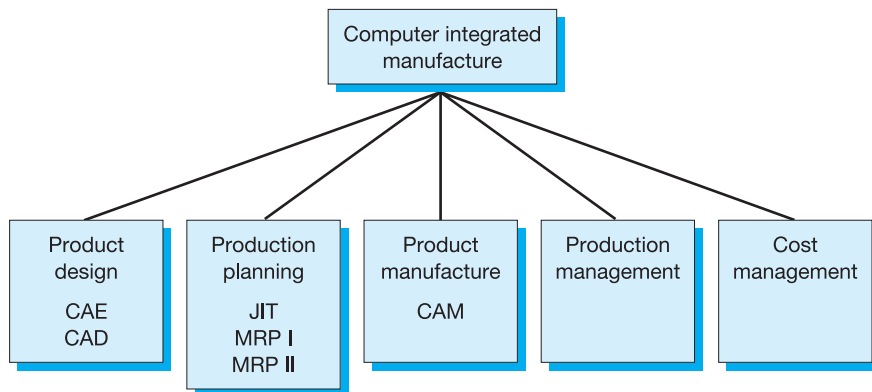 Computer integrated
manufacture
Product
design
CAE
CAD
Production
planning
JIT
MRP I
MRP II
Product
manufacture
CAM
Production
management
Cost
management